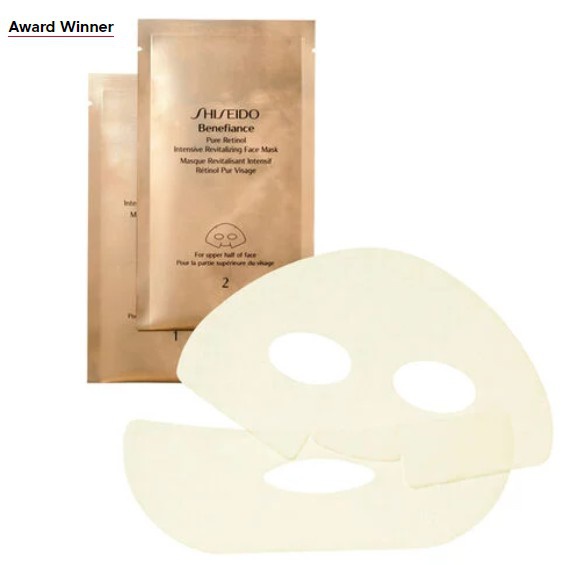 Award Winner
SHISEIDO
Benefiance
Pure Retinol
Intensive Revitalizing Face Mask
Masque Revitalisant Intensif
Rétinol Pur Visage
For upper half of face
Pour la partie supérieure du visage
2
1